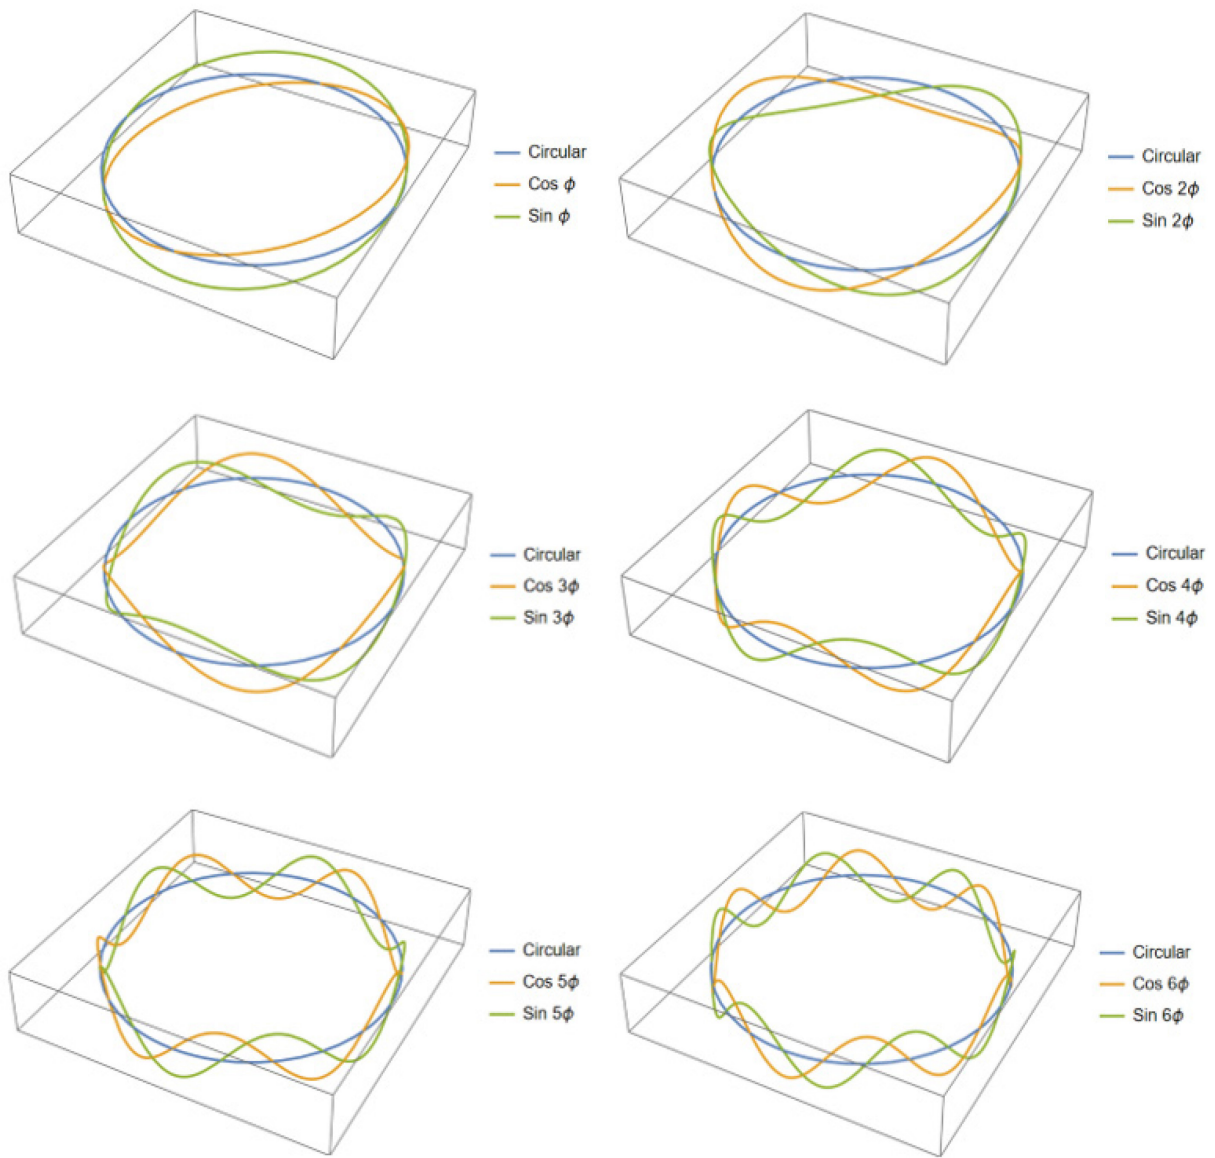 Circular
Cos ϕ
Sin ϕ
Circular
Cos 2ϕ
Sin 2ϕ
Circular
Cos 3ϕ
Sin 3ϕ
Circular
Cos 4ϕ
Sin 4ϕ
Circular
Cos 5ϕ
Sin 5ϕ
Circular
Cos 6ϕ
Sin 6ϕ